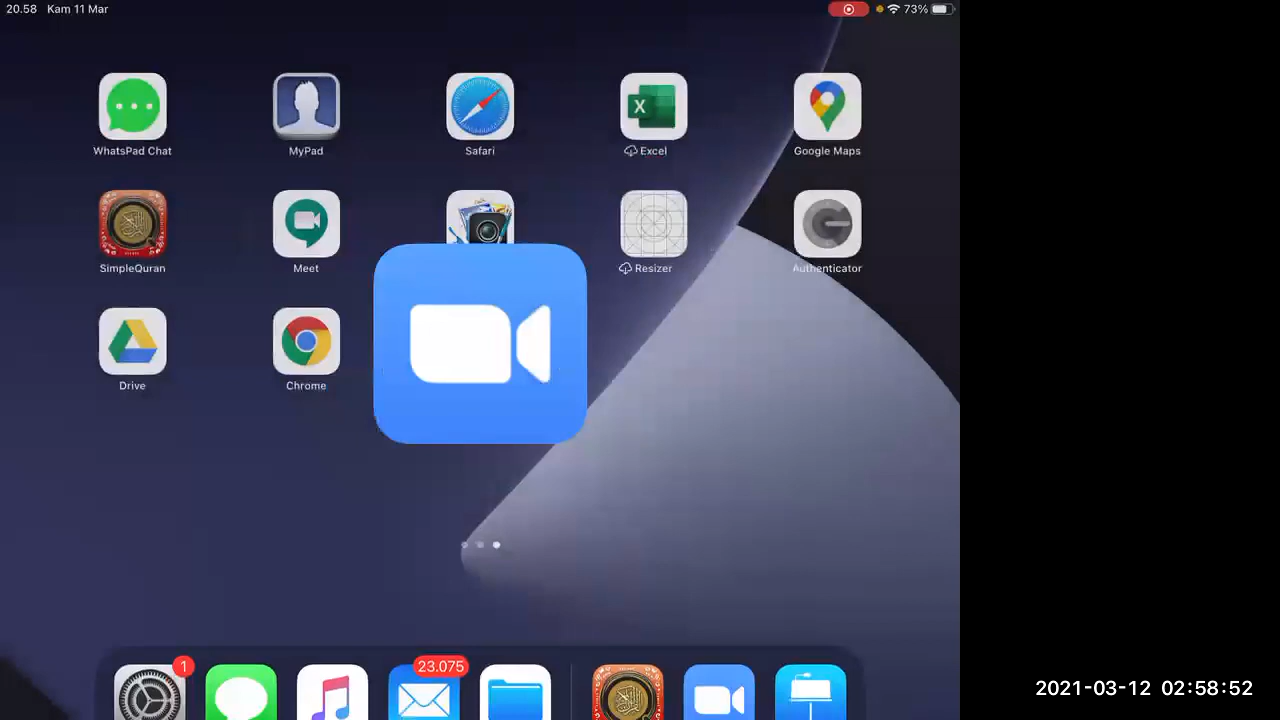 20.58 Kam 11 Mar
73%
WhatsPad Chat
MyPad
Safari
Excel
Google Maps
SimpleQuran
Meet
Resizer
Authenticator
Drive
Chrome
1
23.075
2021-03-12 02:58:52